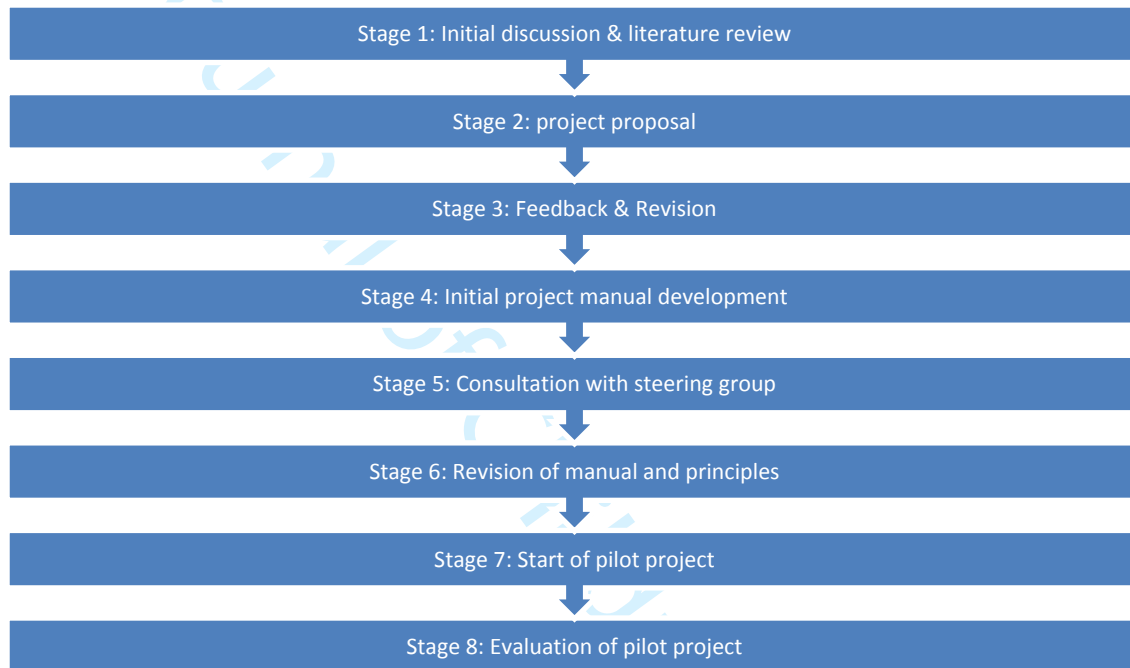 Stage 1: Initial discussion & literature review
Stage 2: project proposal
Stage 3: Feedback & Revision
Stage 4: Initial project manual development
Stage 5: Consultation with steering group
Stage 6: Revision of manual and principles
Stage 7: Start of pilot project
Stage 8: Evaluation of pilot project